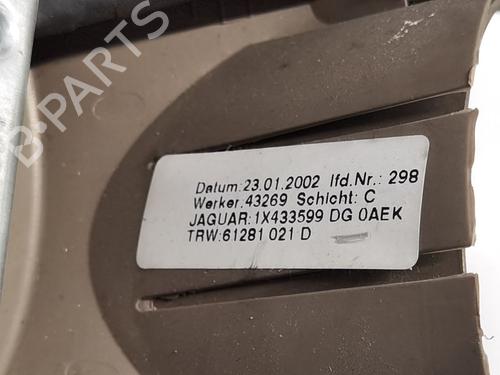 B-PARTS
Datum:23.01.2002 lfd.Nr.: 298
Werker.43269 Schicht: C
JAGUAR:1X433599 DG 0AEK
TRW:61281 021 D